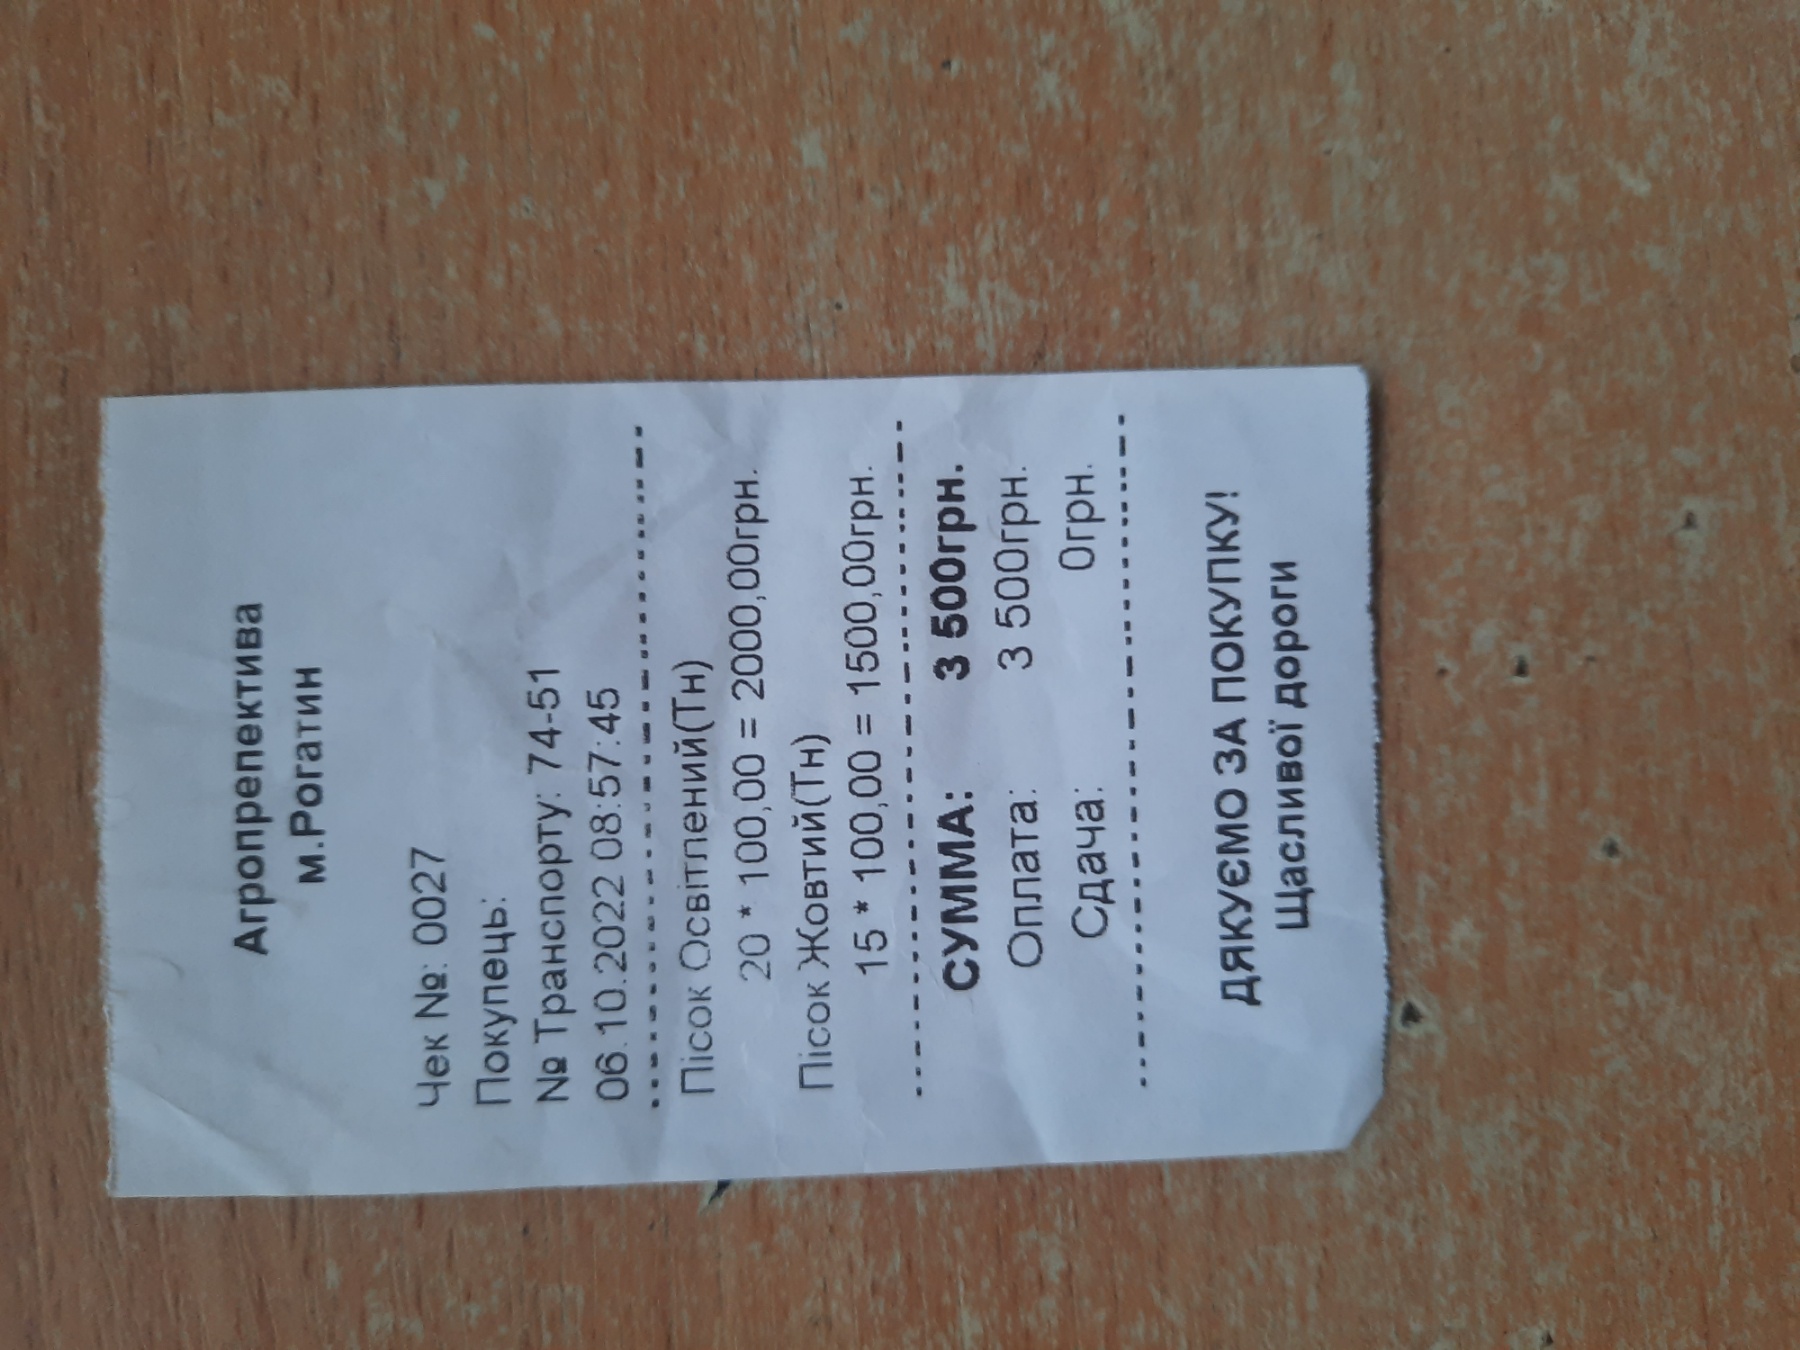 Агропрепектива
м.Рогатин
Чек №: 0027
Покупець:
№ Транспорту: 74-51
06.10.2022 08:57:45
Пісок Освітлений(Тн)
20 * 100,00 = 2000,00грн.
Пісок Жовтий(Тн)
15 * 100,00 = 1500,00грн.
СУММА: 3 500грн.
Оплата: 3 500грн.
Сдача: 0грн.
ДЯКУЄМО ЗА ПОКУПКУ!
Щасливої дороги